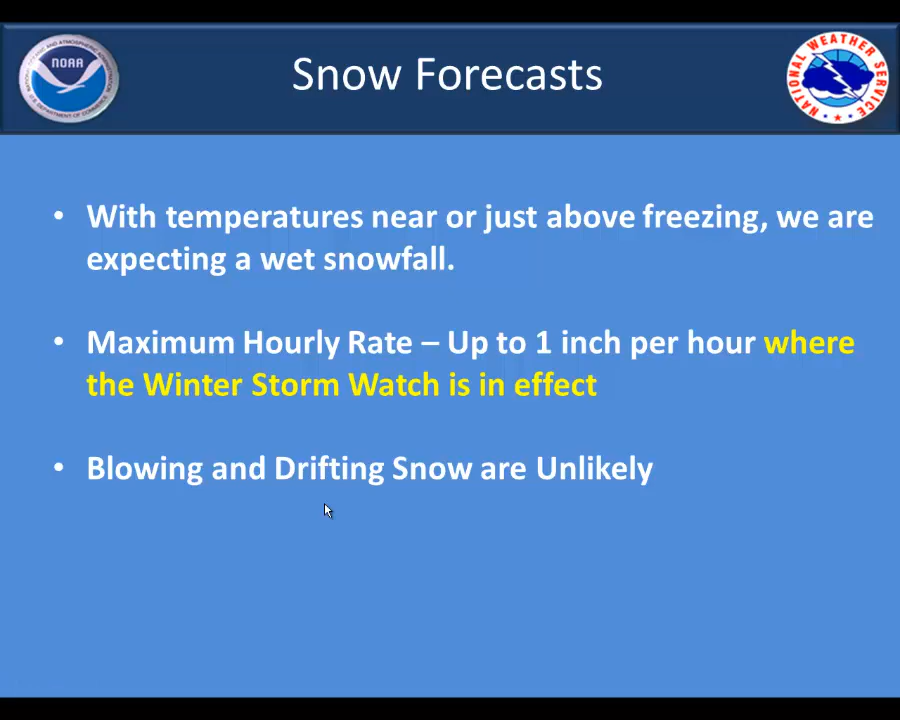 NOAA
Snow Forecasts
NATIONAL WEATHER SERVICE
• With temperatures near or just above freezing, we are
expecting a wet snowfall.
• Maximum Hourly Rate – Up to 1 inch per hour where
the Winter Storm Watch is in effect
• Blowing and Drifting Snow are Unlikely